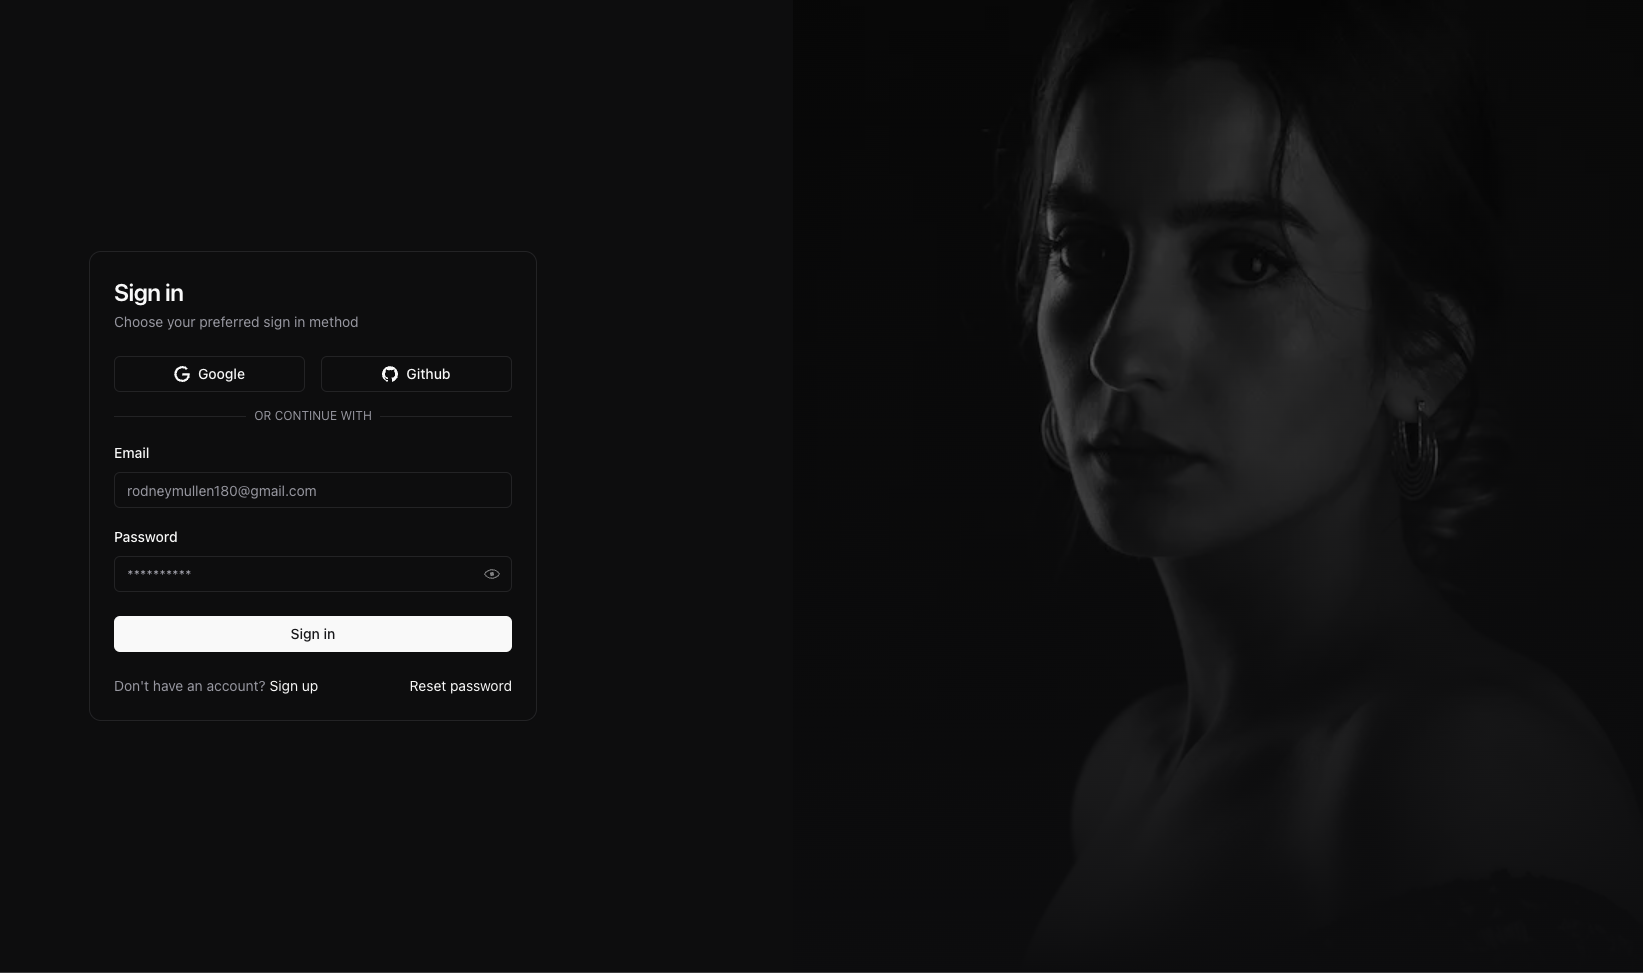 Sign in
Choose your preferred sign in method
Google
Github
OR CONTINUE WITH
Email
rodneymullen180@gmail.com
Password
**********
Sign in
Don't have an account? Sign up
Reset password